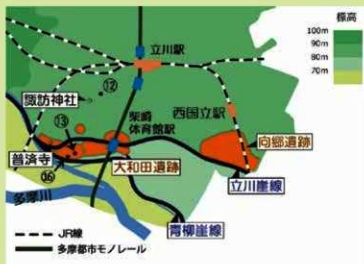 標高
100m
90m
80m
70m
立川駅
諏訪神社
⑫
柴崎
体育館駅
西国立駅
⑬
向郷遺跡
普済寺
⑯
大和田遺跡
立川崖線
多摩川
青柳崖線
JR線
多摩都市モノレール